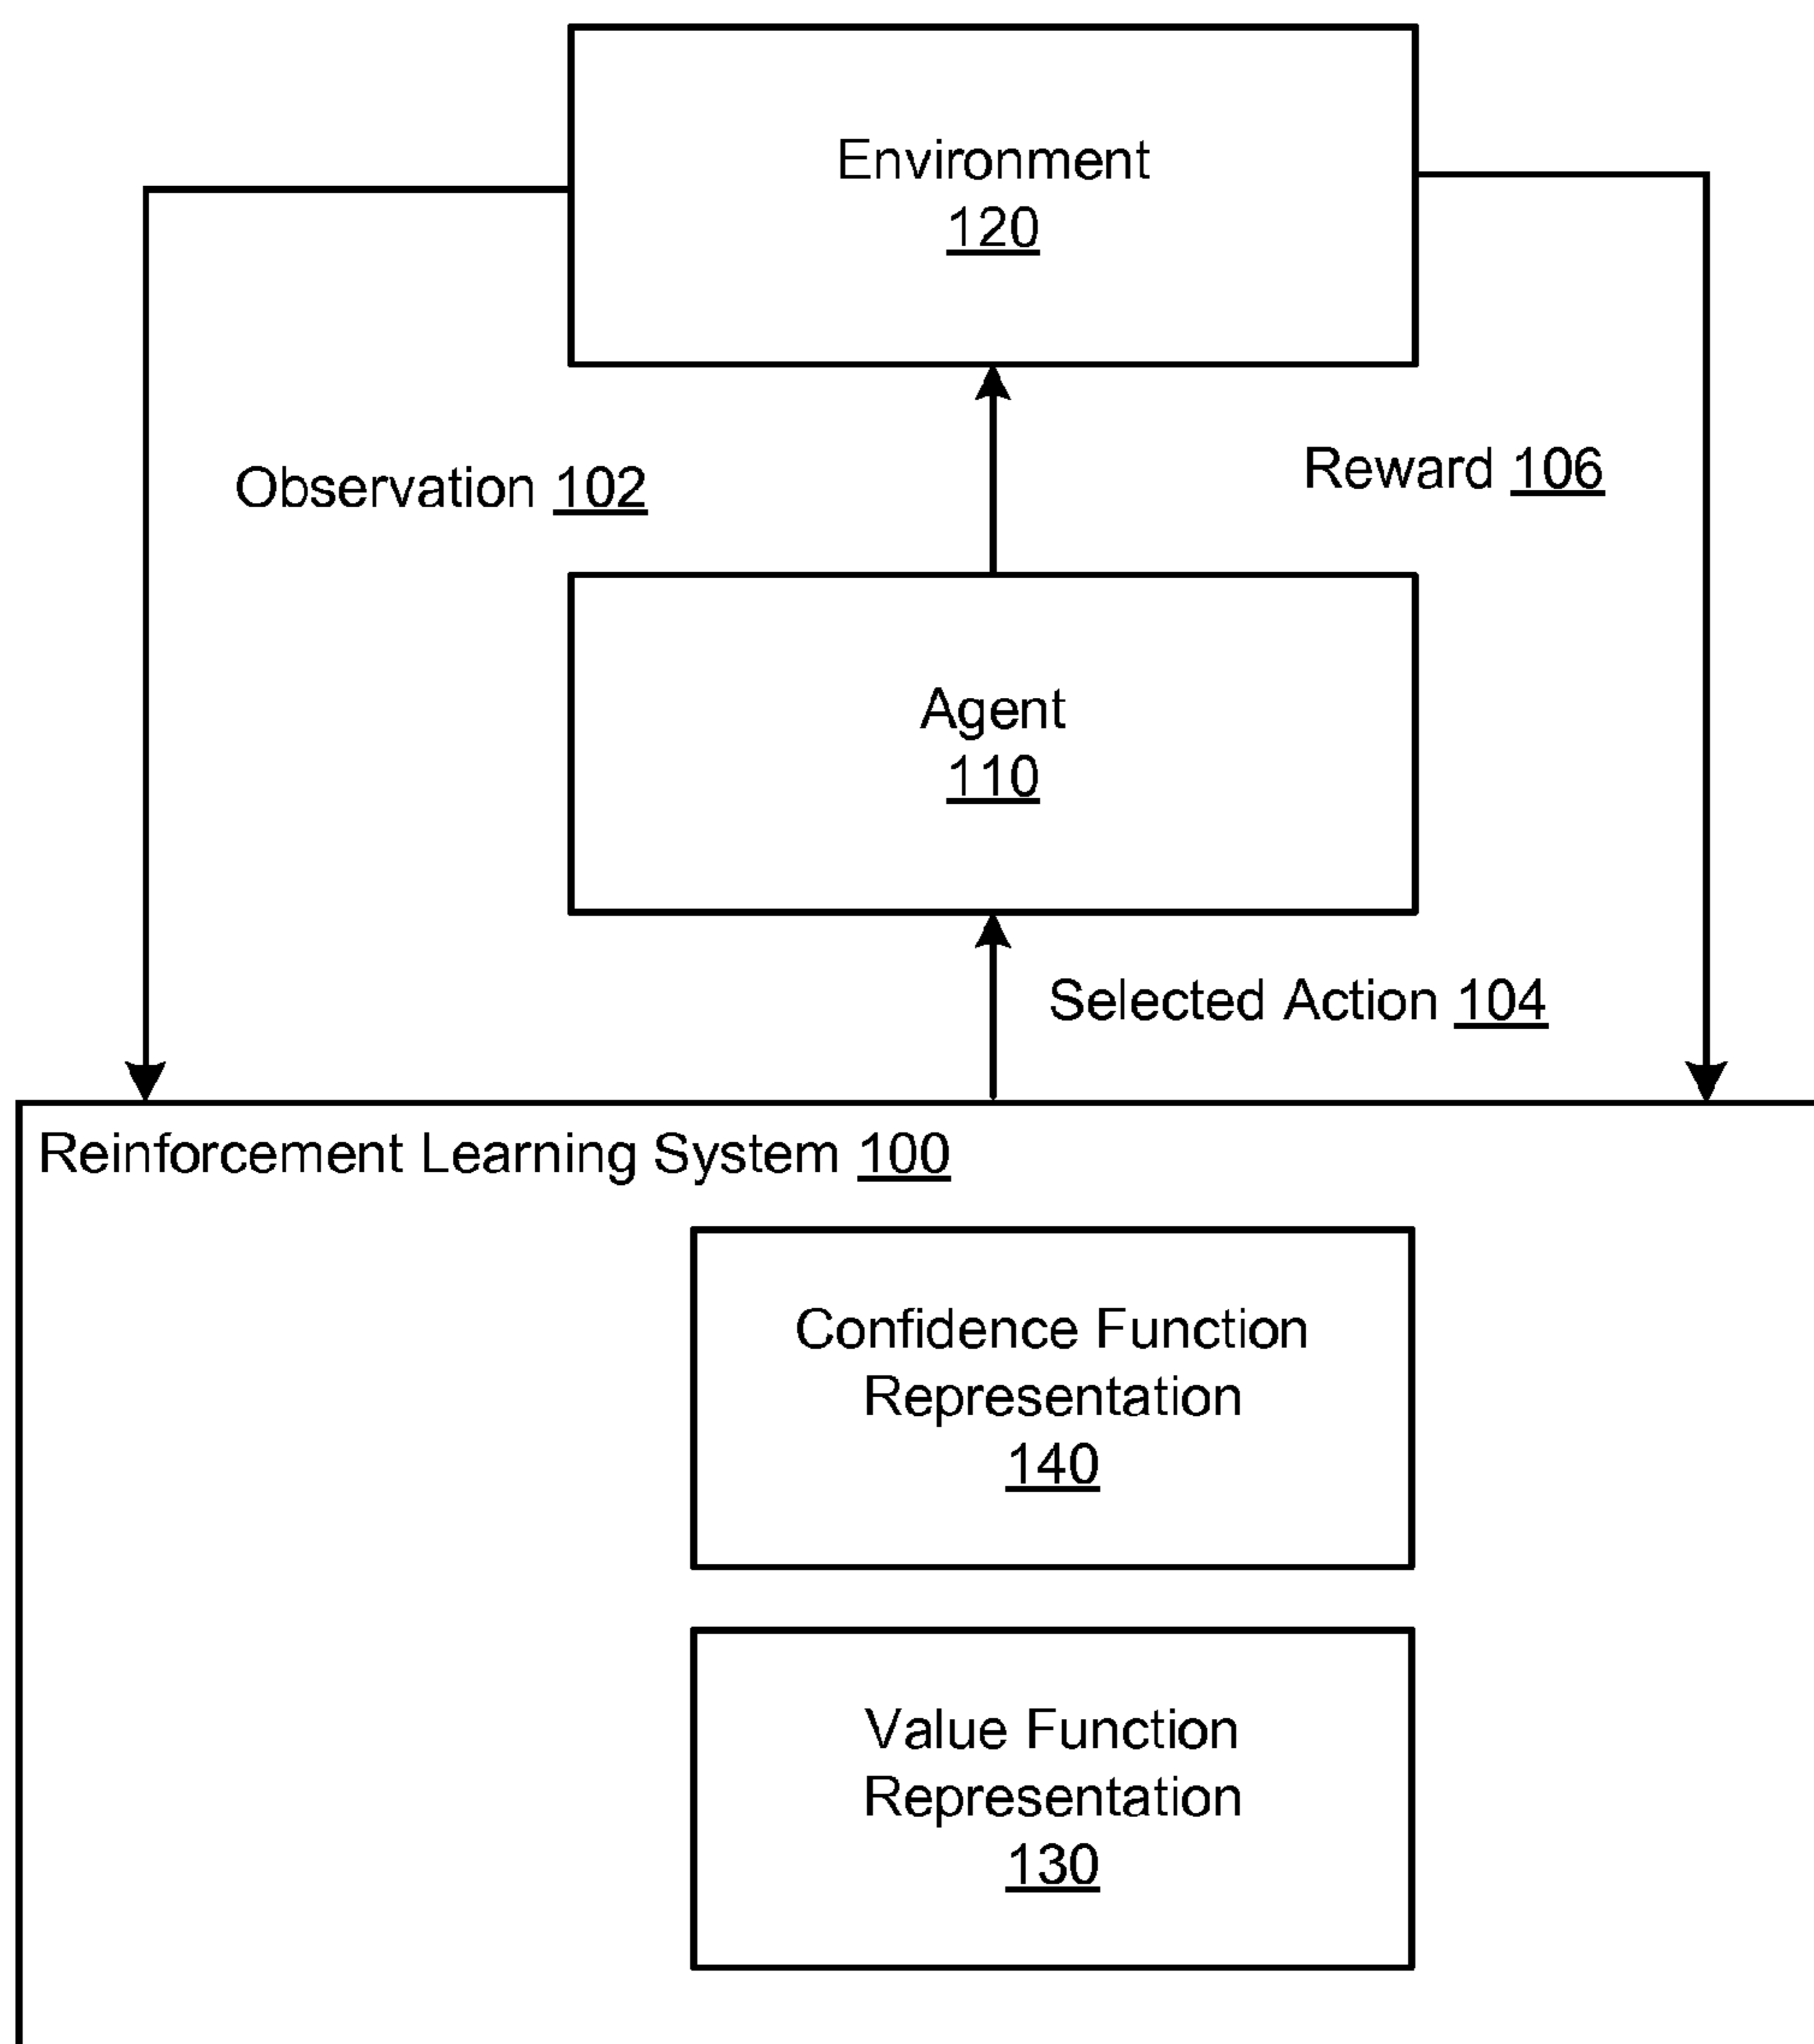 Environment
120
Observation 102
Reward 106
Agent
110
Selected Action 104
Reinforcement Learning System 100
Confidence Function
Representation
140
Value Function
Representation
130